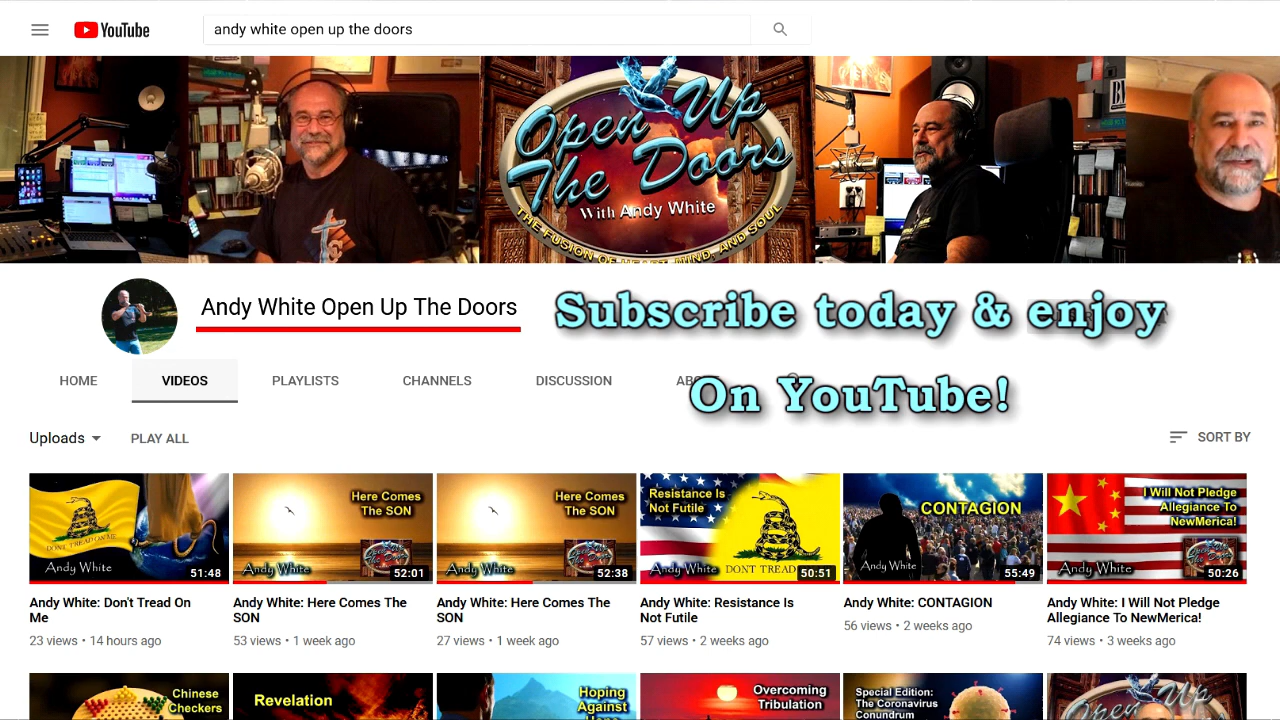 YouTube
andy white open up the doors
Open Up
The Doors
With Andy White
THE FUSION OF HEART, MIND, AND SOUL
Andy White Open Up The Doors
Subscribe today & enjoy
On YouTube!
HOME
VIDEOS
PLAYLISTS
CHANNELS
DISCUSSION
Uploads
PLAY ALL
SORT BY
DON'T TREAD ON ME
Andy White
51:48
Here Comes
The SON
Andy White
52:01
Here Comes
The SON
Andy White
52:38
Resistance Is
Not Futile
Andy White
DONT TREAD
50:51
CONTAGION
Andy White
55:49
I Will Not Pledge
Allegiance To
NewMerica!
Andy White
50:26
Andy White: Don't Tread On
Me
23 views • 14 hours ago
Andy White: Here Comes The
SON
53 views • 1 week ago
Andy White: Here Comes The
SON
27 views • 1 week ago
Andy White: Resistance Is
Not Futile
57 views • 2 weeks ago
Andy White: CONTAGION
56 views • 2 weeks ago
Andy White: I Will Not Pledge
Allegiance To NewMerica!
74 views • 3 weeks ago
Chinese
Checkers
Revelation
Hoping
Against
Overcoming
Tribulation
Special Edition:
The Coronavirus
Conundrum
Open Up